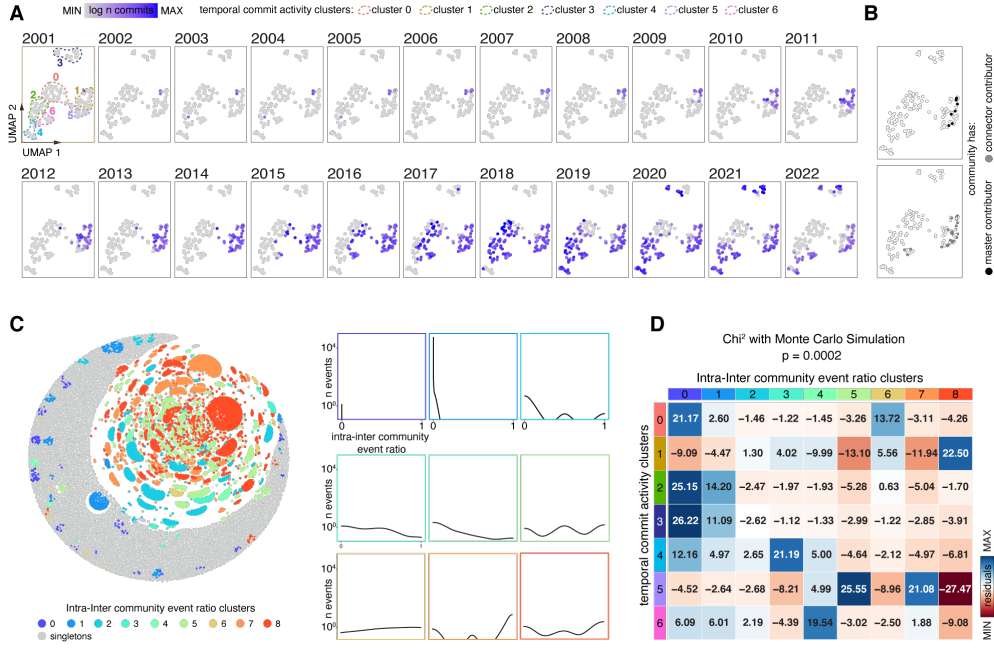 A
MIN log n commits MAX temporal commit activity clusters: cluster 0 cluster 1 cluster 2 cluster 3 cluster 4 cluster 5 cluster 6
B
2001 2002 2003 2004 2005 2006 2007 2008 2009 2010 2011
3
0
2 1
6 5
4
UMAP 2
UMAP 1
2012 2013 2014 2015 2016 2017 2018 2019 2020 2021 2022
community has:
master contributor connector contributor
C
Intra-Inter community event ratio clusters
0 1 2 3 4 5 6 7 8
singletons
n events
10⁴
10⁰
0 1 0 1 0 1
intra-inter community
event ratio
n events
10⁴
10⁰
0 1
n events
10⁴
10⁰
D
Chi² with Monte Carlo Simulation
p = 0.0002
Intra-Inter community event ratio clusters
0 1 2 3 4 5 6 7 8
temporal commit activity clusters
0 21.17 2.60 −1.46 −1.22 −1.45 −3.26 13.72 −3.11 −4.26
1 −9.09 −4.47 1.30 4.02 −9.99 −13.10 5.56 −11.94 22.50
2 25.15 14.20 −2.47 −1.97 −1.93 −5.28 0.63 −5.04 −1.70
3 26.22 11.09 −2.62 −1.12 −1.33 −2.99 −1.22 −2.85 −3.91
4 12.16 4.97 2.65 21.19 5.00 −4.64 −2.12 −4.97 −6.81
5 −4.52 −2.64 −2.68 −8.21 4.99 25.55 −8.96 21.08 −27.47
6 6.09 6.01 2.19 −4.39 19.54 −3.02 −2.50 1.88 −9.08
MIN residuals MAX